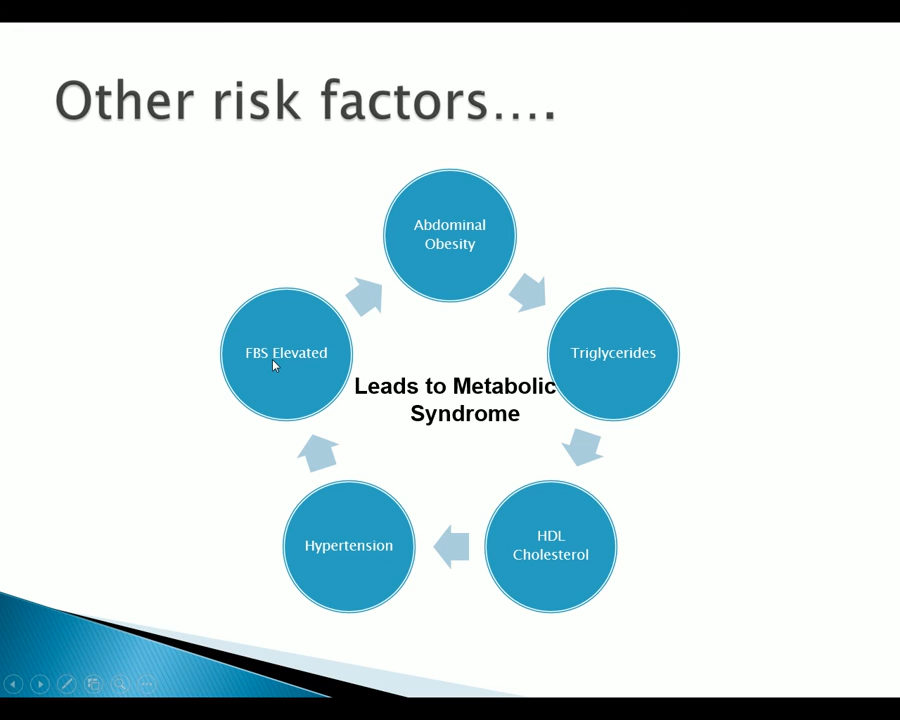 Other risk factors....
Abdominal
Obesity
FBS Elevated
Triglycerides
Leads to Metabolic
Syndrome
Hypertension
HDL
Cholesterol